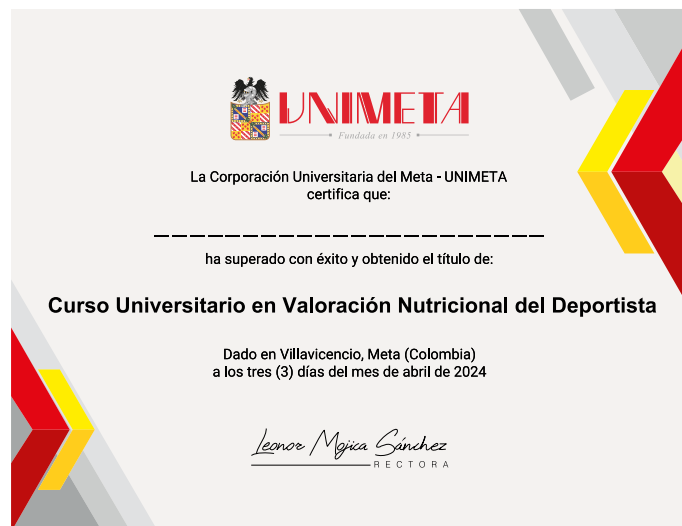 UNIMETA
Fundada en 1985
La Corporación Universitaria del Meta - UNIMETA
certifica que:
ha superado con éxito y obtenido el título de:
Curso Universitario en Valoración Nutricional del Deportista
Dado en Villavicencio, Meta (Colombia)
a los tres (3) días del mes de abril de 2024
Leonor Mojica Sánchez
RECTORA